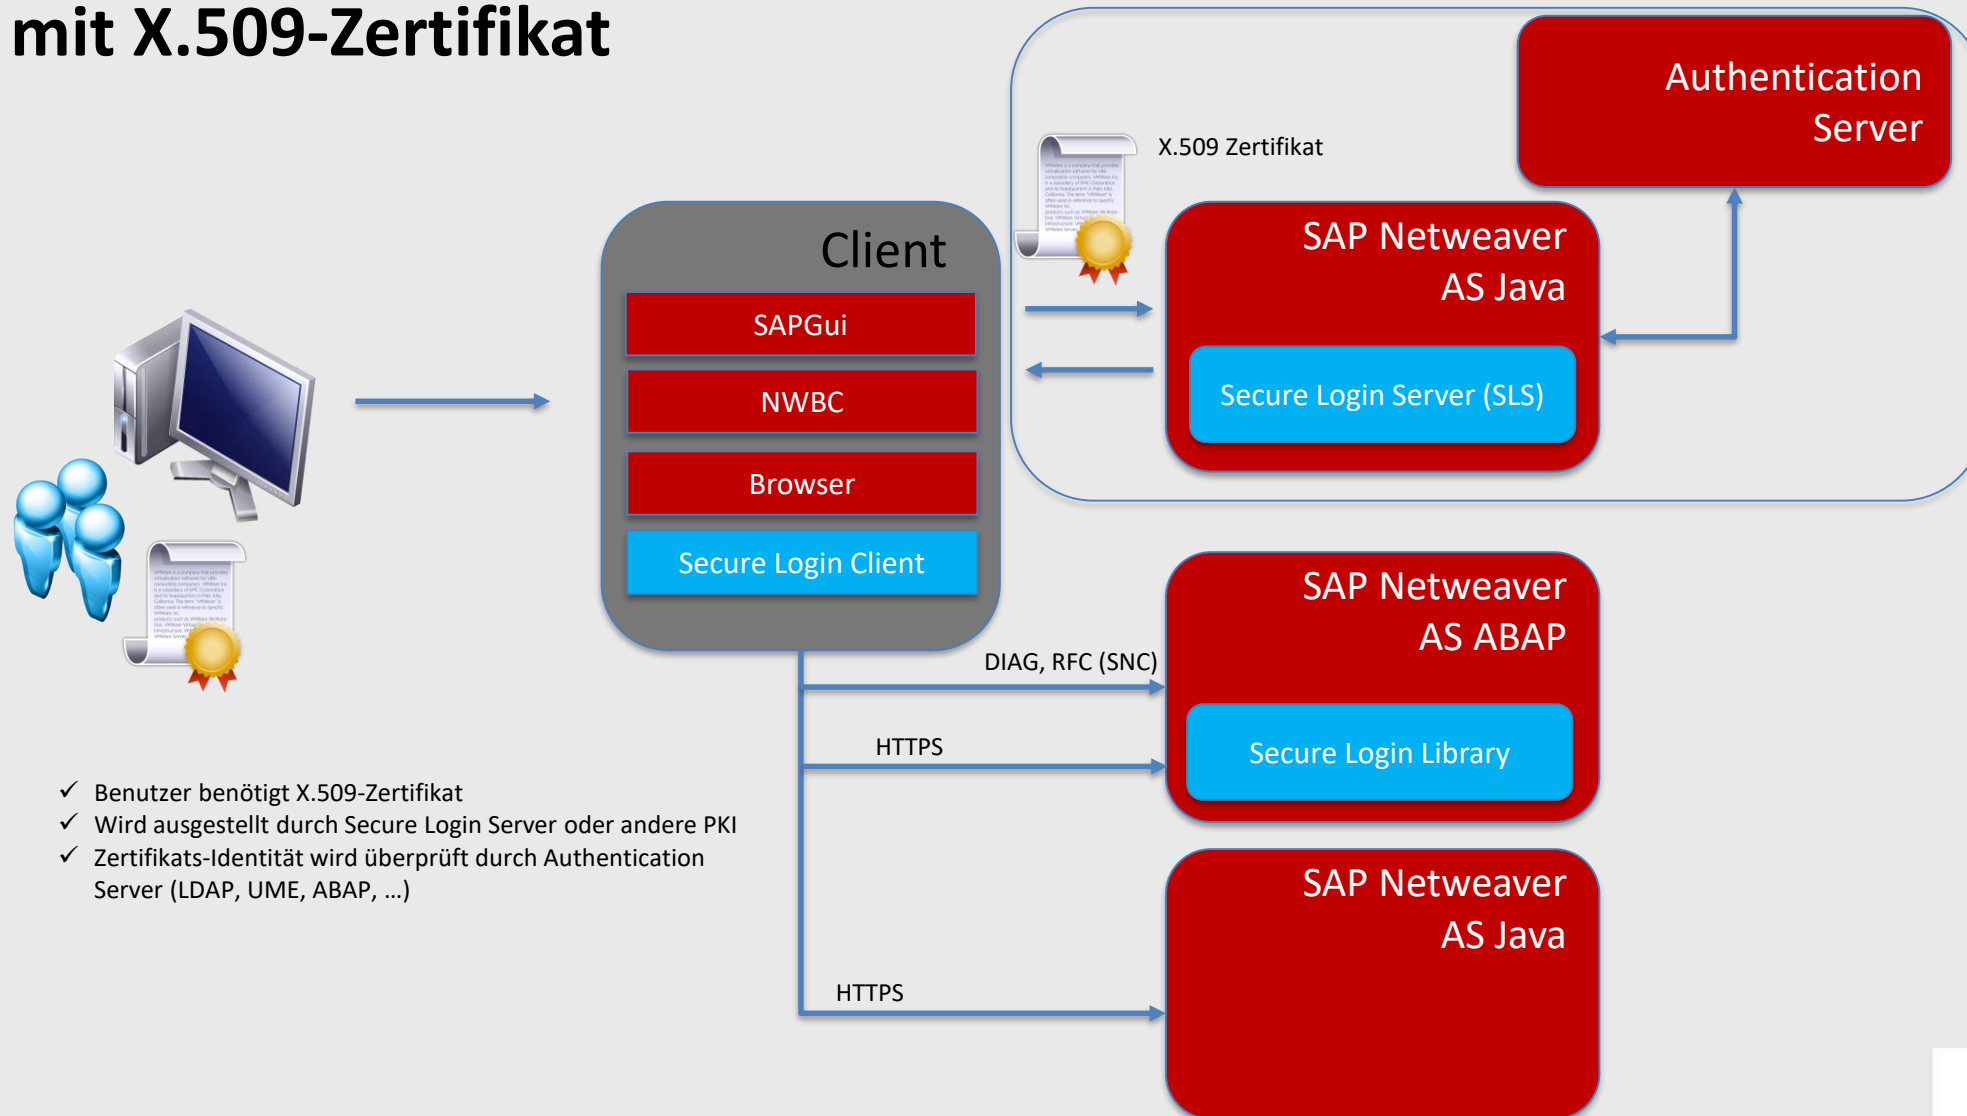 mit X.509-Zertifikat
Authentication
Server
X.509 Zertifikat
SAP Netweaver
AS Java
Secure Login Server (SLS)
Client
SAPGui
NWBC
Browser
Secure Login Client
SAP Netweaver
AS ABAP
DIAG, RFC (SNC)
HTTPS
Secure Login Library
✓ Benutzer benötigt X.509-Zertifikat
✓ Wird ausgestellt durch Secure Login Server oder andere PKI
✓ Zertifikats-Identität wird überprüft durch Authentication
Server (LDAP, UME, ABAP, …)
SAP Netweaver
AS Java
HTTPS